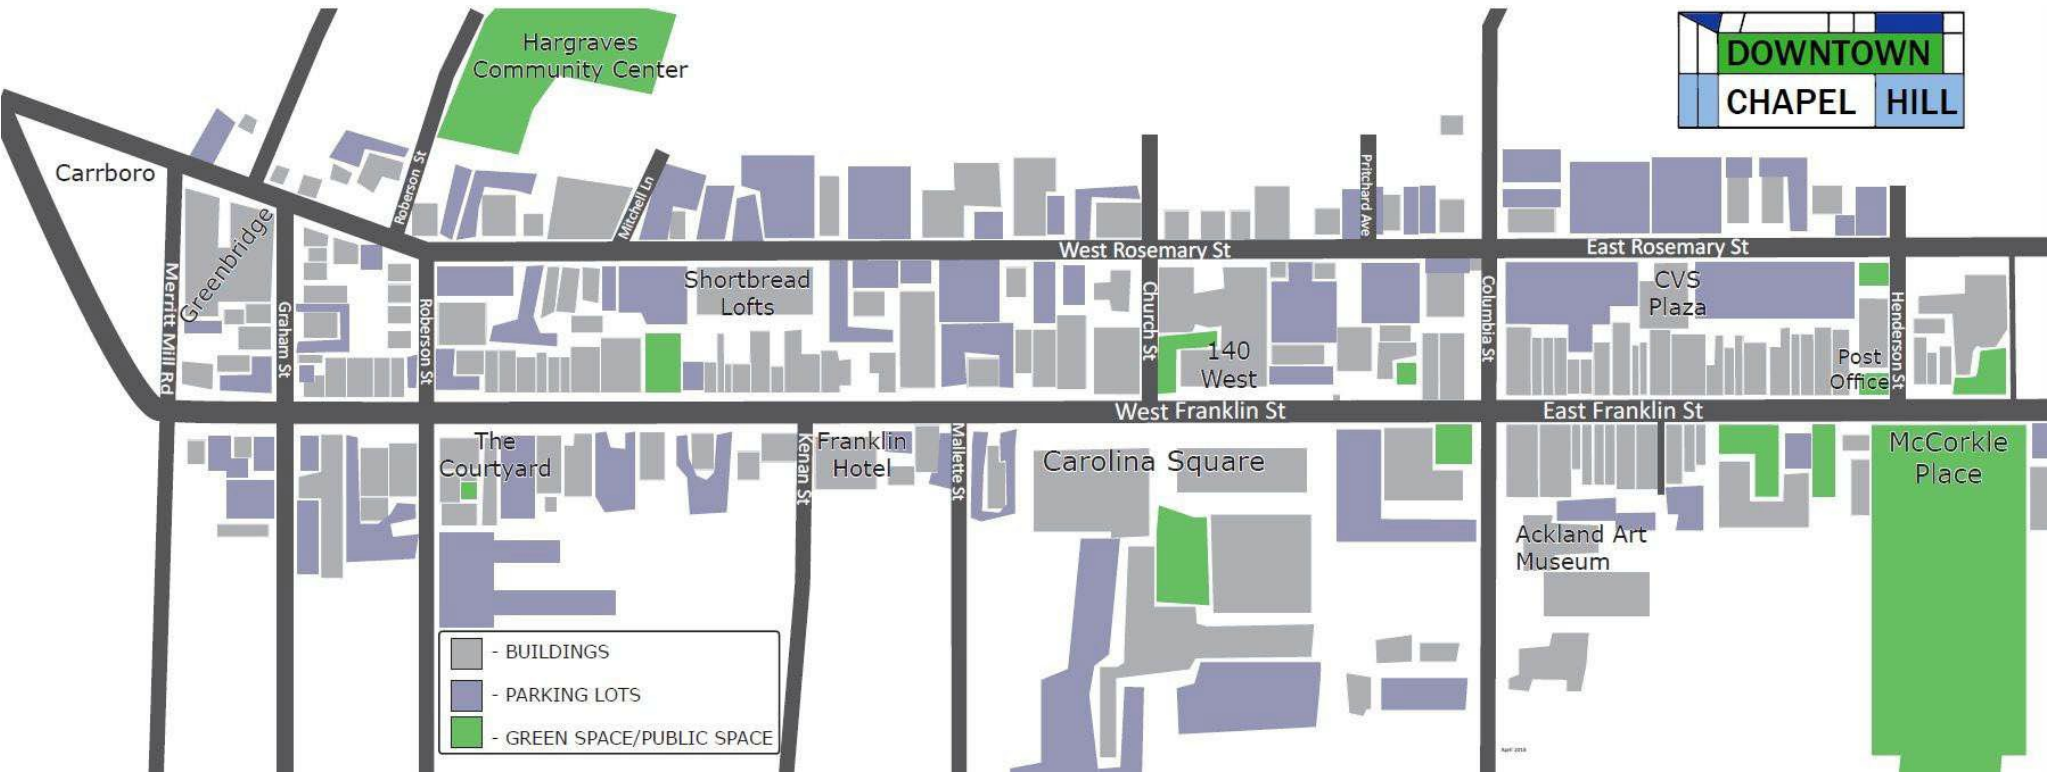 Hargraves
Community Center
DOWNTOWN
CHAPEL HILL
Carrboro
Roberson St
Mitchell Ln
Pritchard Ave
West Rosemary St
East Rosemary St
Greenbridge
Merritt Mill Rd
Graham St
Roberson St
Shortbread
Lofts
Church St
140
West
Columbia St
CVS
Plaza
Henderson St
Post
Office
West Franklin St
East Franklin St
The
Courtyard
Kenan St
Franklin
Hotel
Mallette St
Carolina Square
McCorkle
Place
Ackland Art
Museum
- BUILDINGS
- PARKING LOTS
- GREEN SPACE/PUBLIC SPACE
April 2018